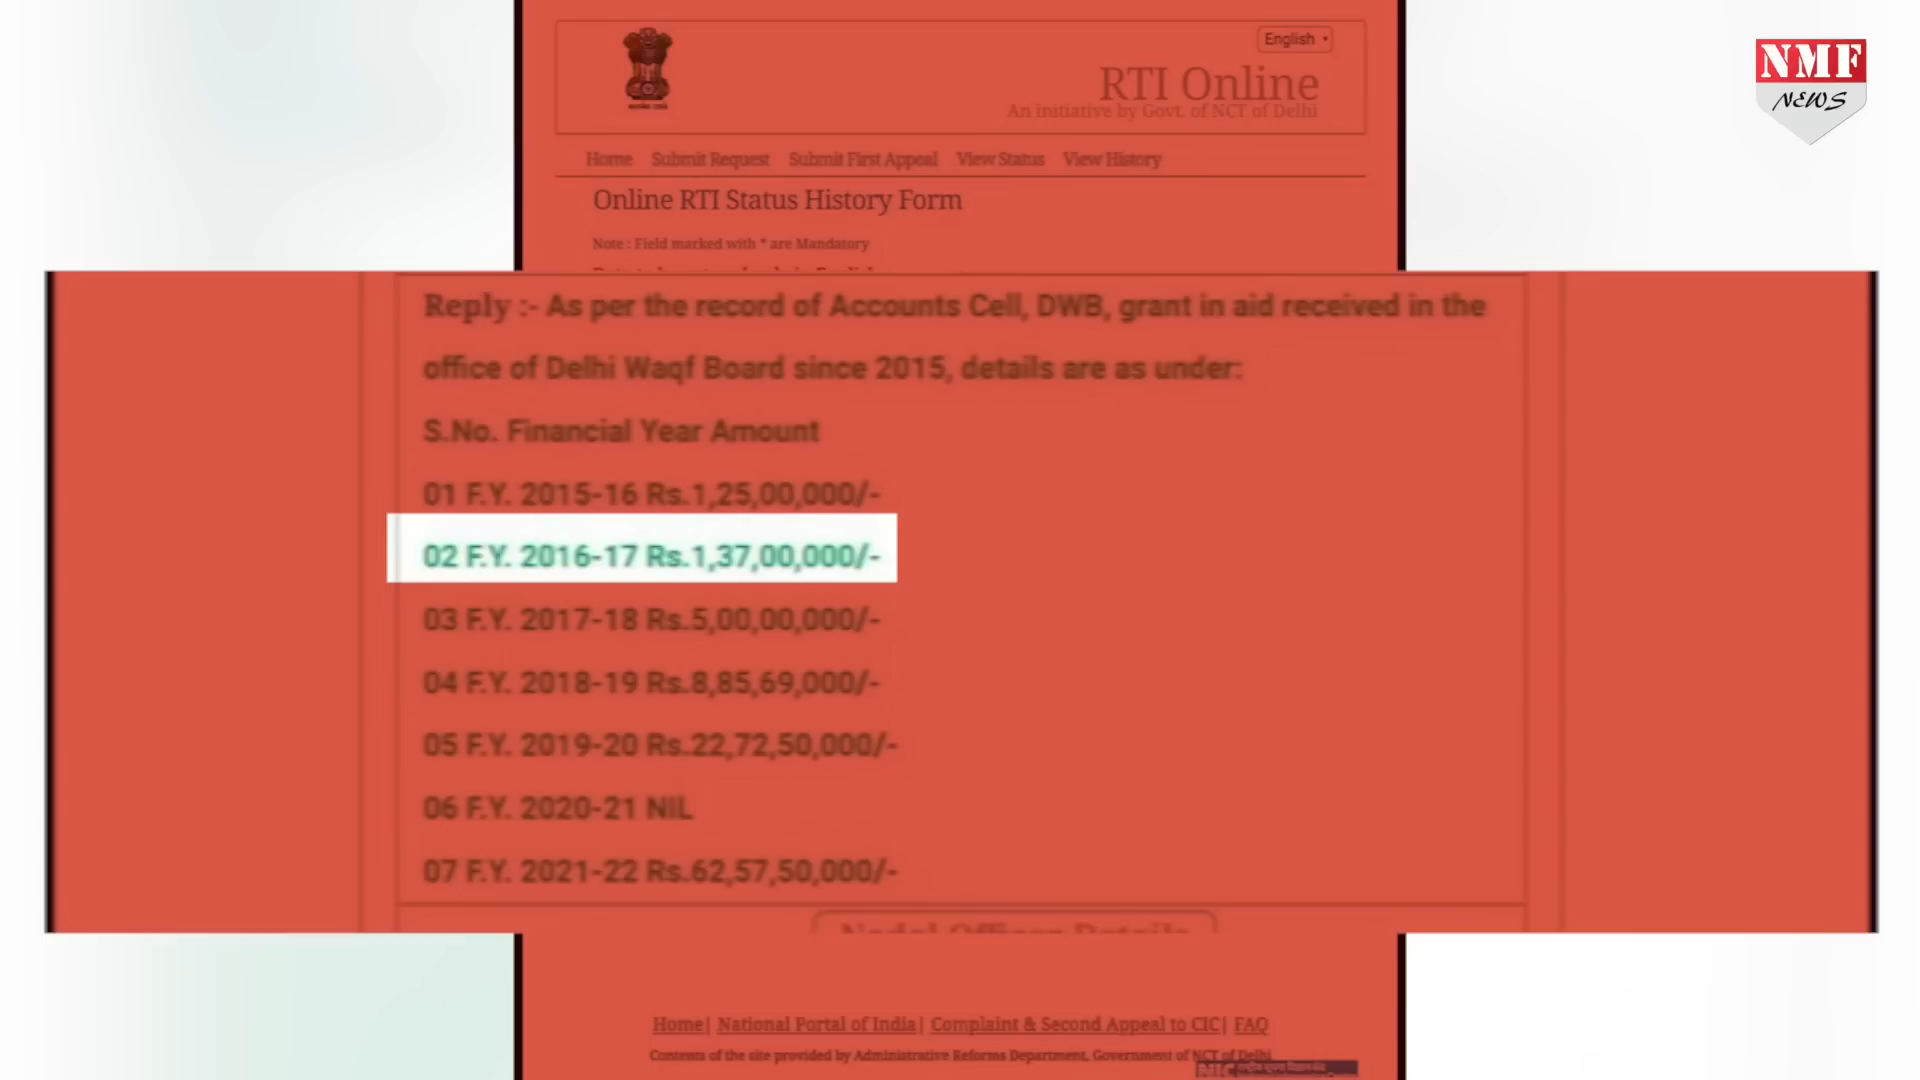 English
RTI Online
An initiative by Govt. of NCT of Delhi
NMF
NEWS
Home Submit Request Submit First Appeal View Status View History
Online RTI Status History Form
Note : Field marked with * are Mandatory
Reply :- As per the record of Accounts Cell, DWB, grant in aid received in the
office of Delhi Waqf Board since 2015, details are as under:
S.No. Financial Year Amount
01 F.Y. 2015-16 Rs.1,25,00,000/-
02 F.Y. 2016-17 Rs.1,37,00,000/-
03 F.Y. 2017-18 Rs.5,00,00,000/-
04 F.Y. 2018-19 Rs.8,85,69,000/-
05 F.Y. 2019-20 Rs.22,72,50,000/-
06 F.Y. 2020-21 NIL
07 F.Y. 2021-22 Rs.62,57,50,000/-
Nodal Officer Details
Home| National Portal of India| Complaint & Second Appeal to CIC| FAQ
Contents of the site provided by Administrative Reforms Department, Government of NCT of Delhi
NIC